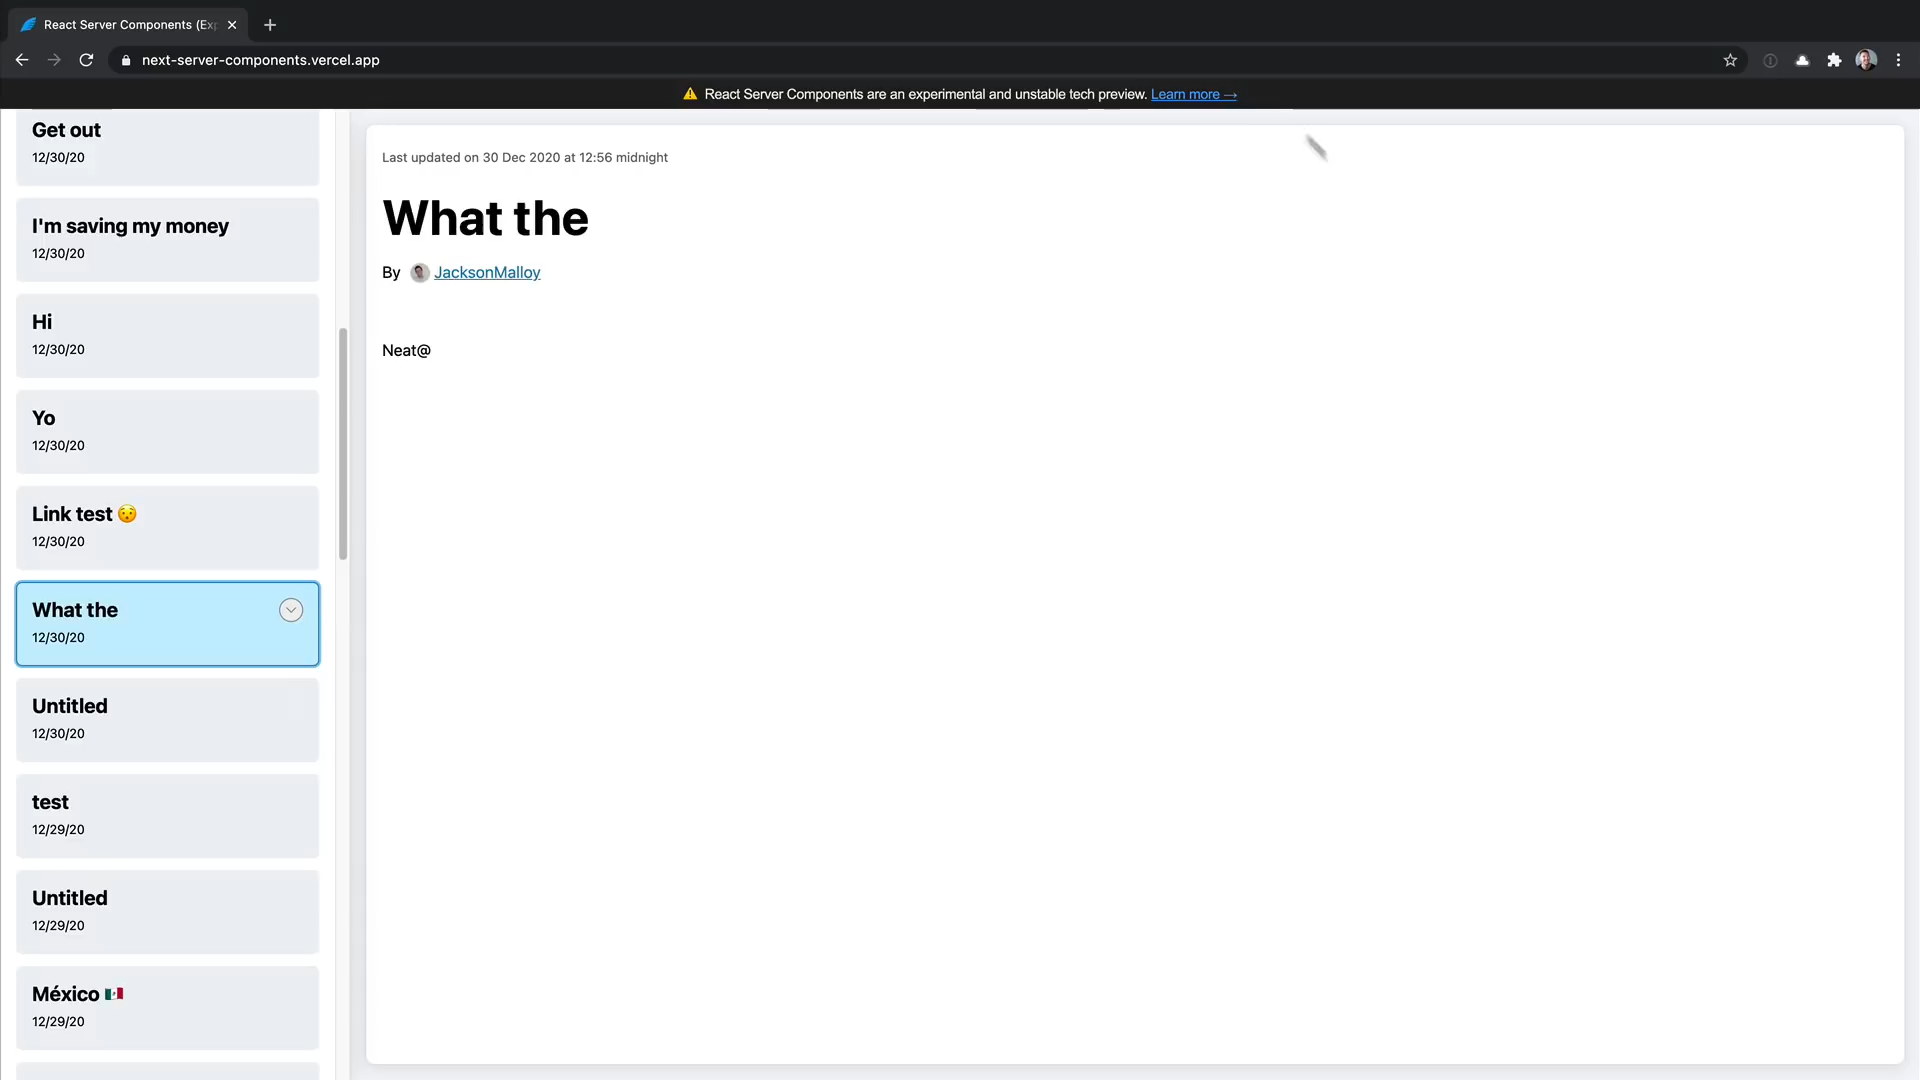 React Server Components (Exp
next-server-components.vercel.app
⚠️ React Server Components are an experimental and unstable tech preview. Learn more →
Get out
12/30/20
I'm saving my money
12/30/20
Hi
12/30/20
Yo
12/30/20
Link test 😯
12/30/20
What the
12/30/20
Untitled
12/30/20
test
12/29/20
Untitled
12/29/20
México 🇲🇽
12/29/20
Last updated on 30 Dec 2020 at 12:56 midnight
What the
By JacksonMalloy
Neat@